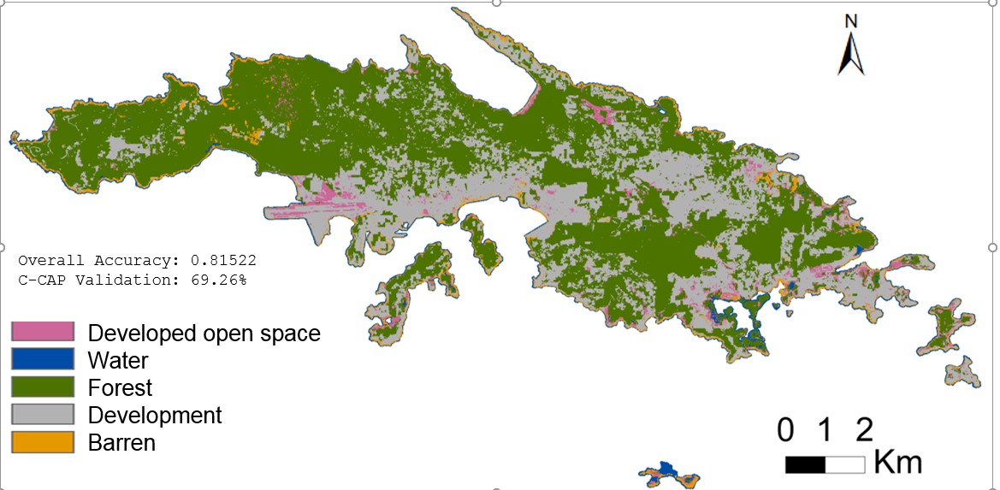 N
Overall Accuracy: 0.81522
C-CAP Validation: 69.26%
Developed open space
Water
Forest
Development
Barren
0 1 2
Km